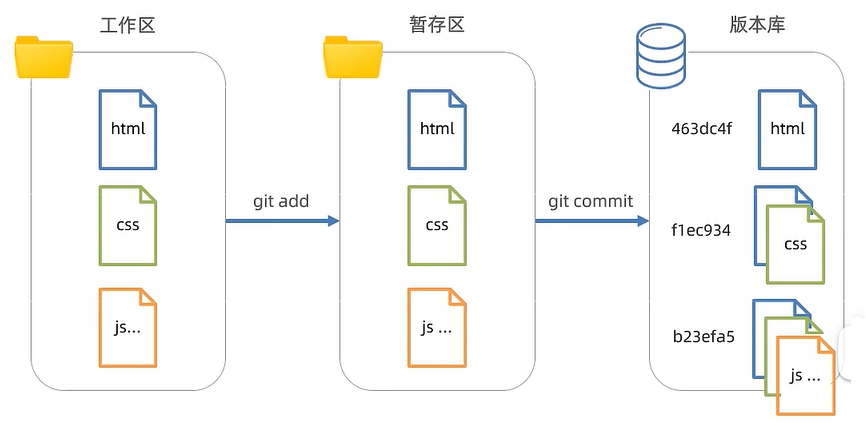 工作区
暂存区
版本库
html
css
js...
git add
html
css
js ...
git commit
463dc4f
html
f1ec934
css
b23efa5
js ...